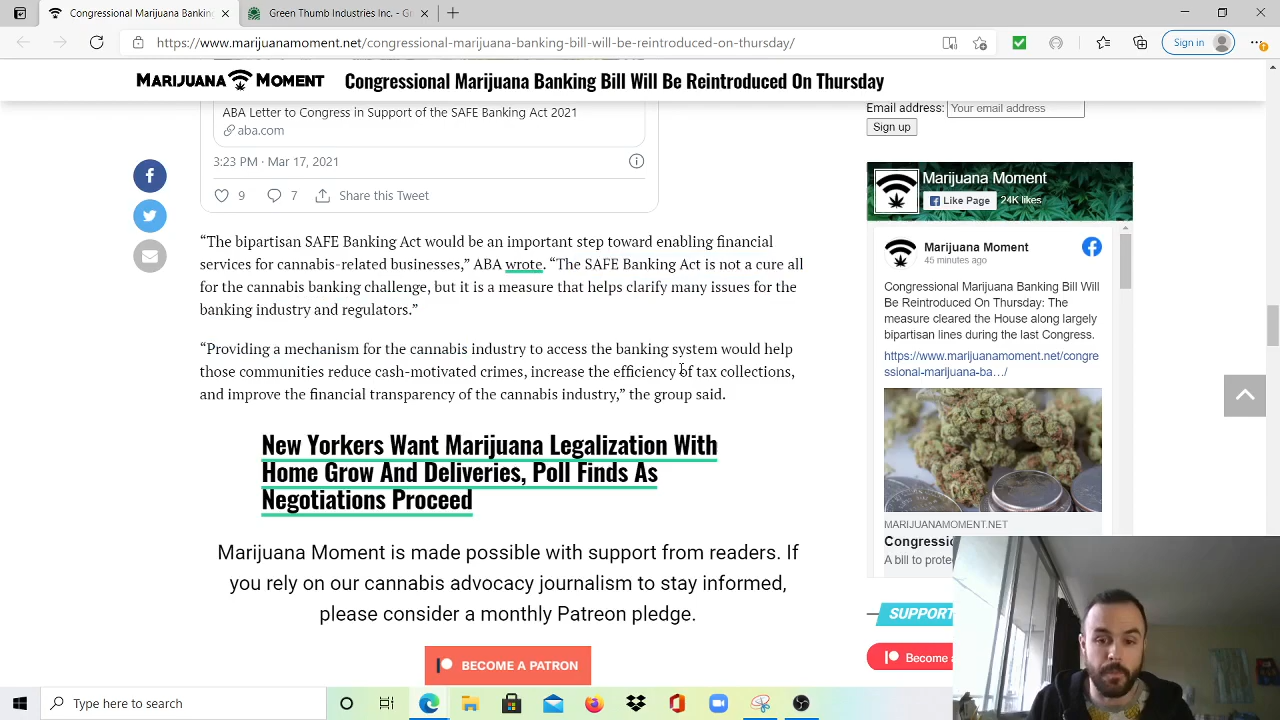 Congressional Marijuana Banking
Green Thumb Industries Inc. - Gr
https://www.marijuanamoment.net/congressional-marijuana-banking-bill-will-be-reintroduced-on-thursday/
Sign in
MARIJUANA MOMENT
Congressional Marijuana Banking Bill Will Be Reintroduced On Thursday
ABA Letter to Congress in Support of the SAFE Banking Act 2021
aba.com
3:23 PM · Mar 17, 2021
9 7 Share this Tweet
“The bipartisan SAFE Banking Act would be an important step toward enabling financial
services for cannabis-related businesses,” ABA wrote. “The SAFE Banking Act is not a cure all
for the cannabis banking challenge, but it is a measure that helps clarify many issues for the
banking industry and regulators.”
“Providing a mechanism for the cannabis industry to access the banking system would help
those communities reduce cash-motivated crimes, increase the efficiency of tax collections,
and improve the financial transparency of the cannabis industry,” the group said.
New Yorkers Want Marijuana Legalization With
Home Grow And Deliveries, Poll Finds As
Negotiations Proceed
Marijuana Moment is made possible with support from readers. If
you rely on our cannabis advocacy journalism to stay informed,
please consider a monthly Patreon pledge.
BECOME A PATRON
Email address: Your email address
Sign up
Marijuana Moment
Like Page 24K likes
Marijuana Moment
45 minutes ago
Congressional Marijuana Banking Bill Will
Be Reintroduced On Thursday: The
measure cleared the House along largely
bipartisan lines during the last Congress.
https://www.marijuanamoment.net/congre
ssional-marijuana-ba…/
MARIJUANAMOMENT.NET
Congressio
A bill to prote
SUPPORT
Become a
Type here to search